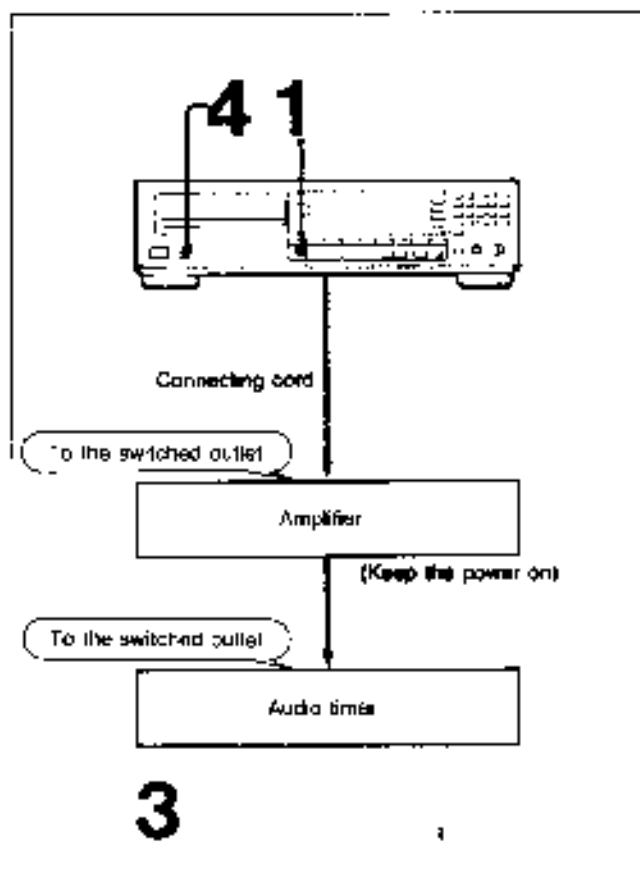 4 1
Connecting cord
To the switched outlet
Amplifier
(Keep the power on)
To the switched outlet
Audio timer
3